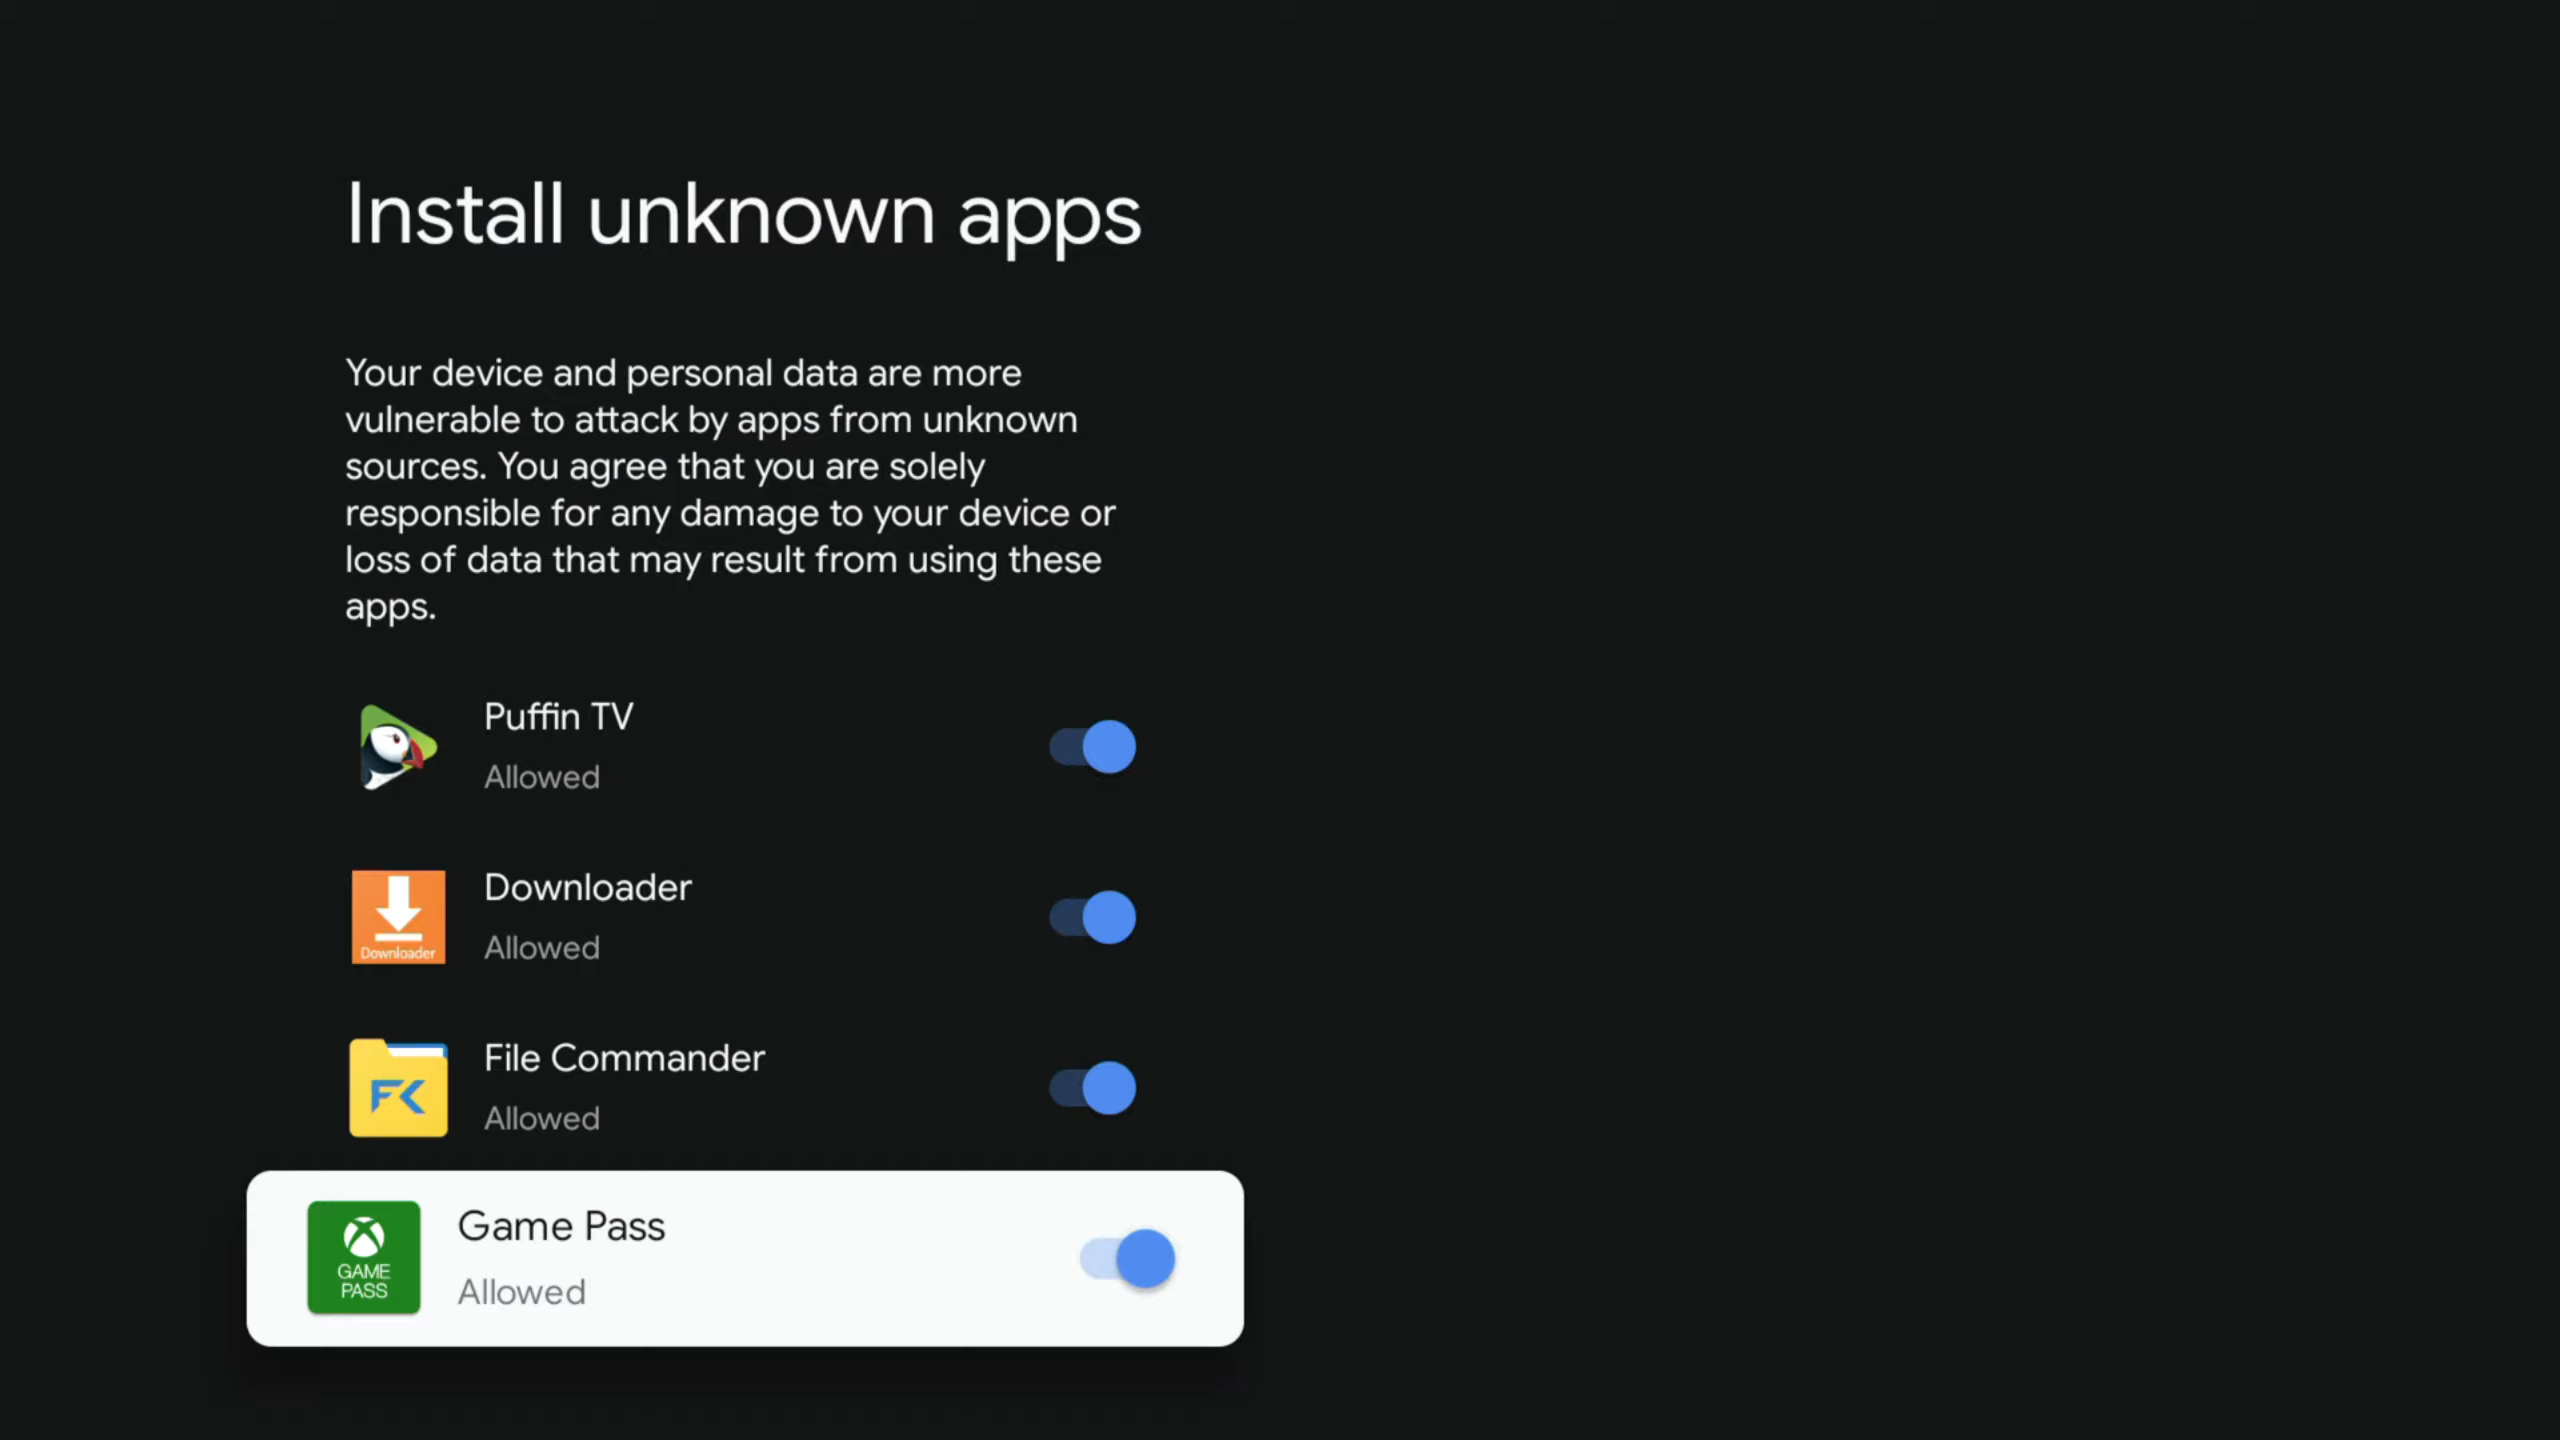 Install unknown apps
Your device and personal data are more
vulnerable to attack by apps from unknown
sources. You agree that you are solely
responsible for any damage to your device or
loss of data that may result from using these
apps.
Puffin TV
Allowed
Downloader
Downloader
Allowed
FC
File Commander
Allowed
GAME
PASS
Game Pass
Allowed